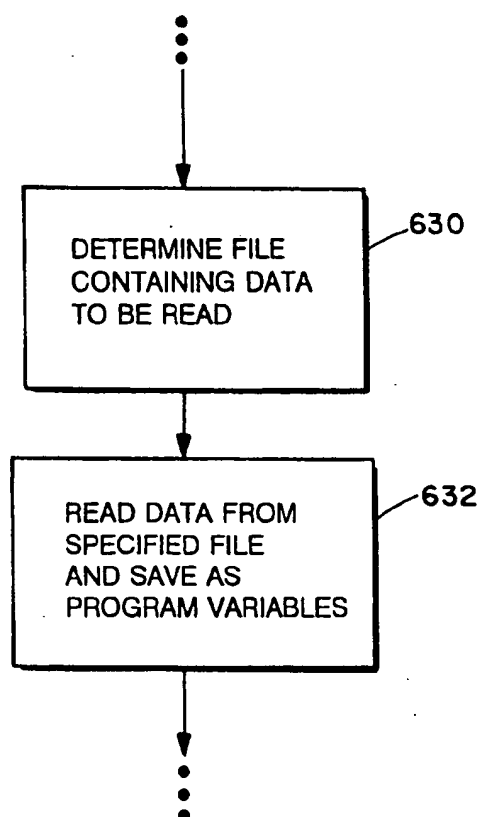 DETERMINE FILE
CONTAINING DATA
TO BE READ
630
READ DATA FROM
SPECIFIED FILE
AND SAVE AS
PROGRAM VARIABLES
632